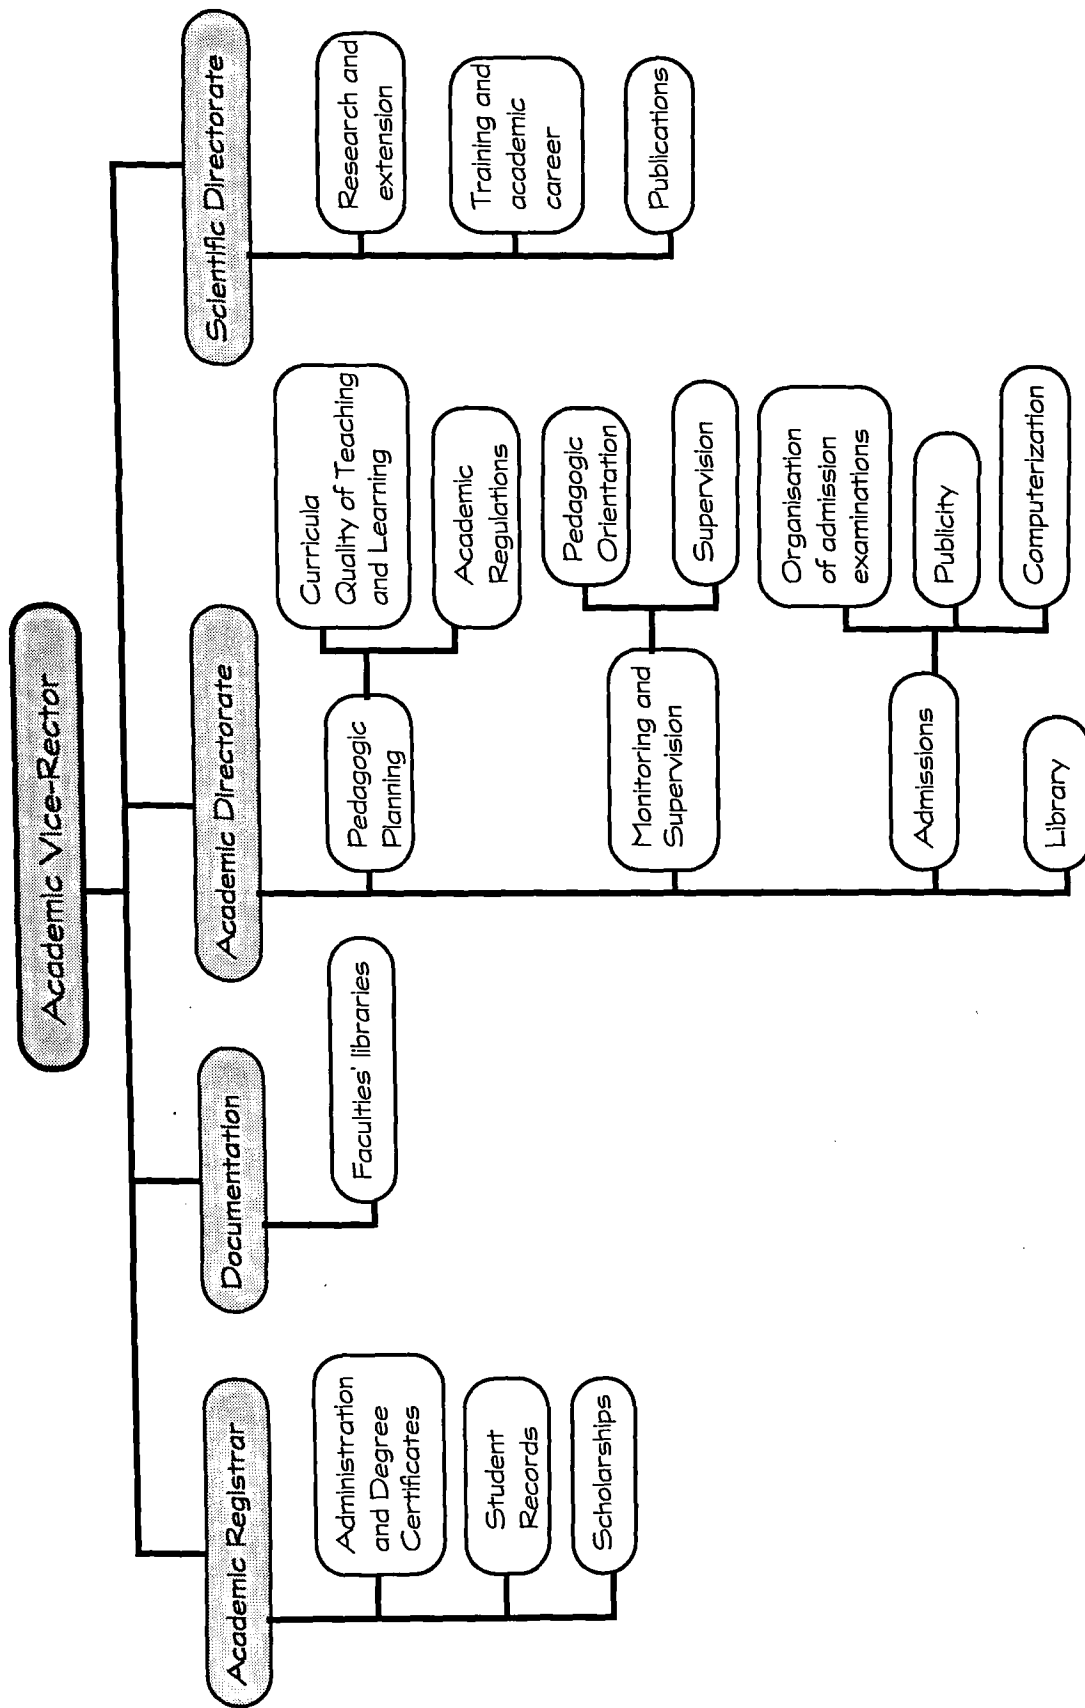 Academic Vice-Rector
Academic Registrar
Administration
and Degree
Certificates
Student
Records
Scholarships
Documentation
Faculties' libraries
Academic Directorate
Pedagogic
Planning
Curricula
Quality of Teaching
and Learning
Academic
Regulations
Monitoring and
Supervision
Pedagogic
Orientation
Supervision
Admissions
Organisation
of admission
examinations
Publicity
Computerization
Library
Scientific Directorate
Research and
extension
Training and
academic
career
Publications